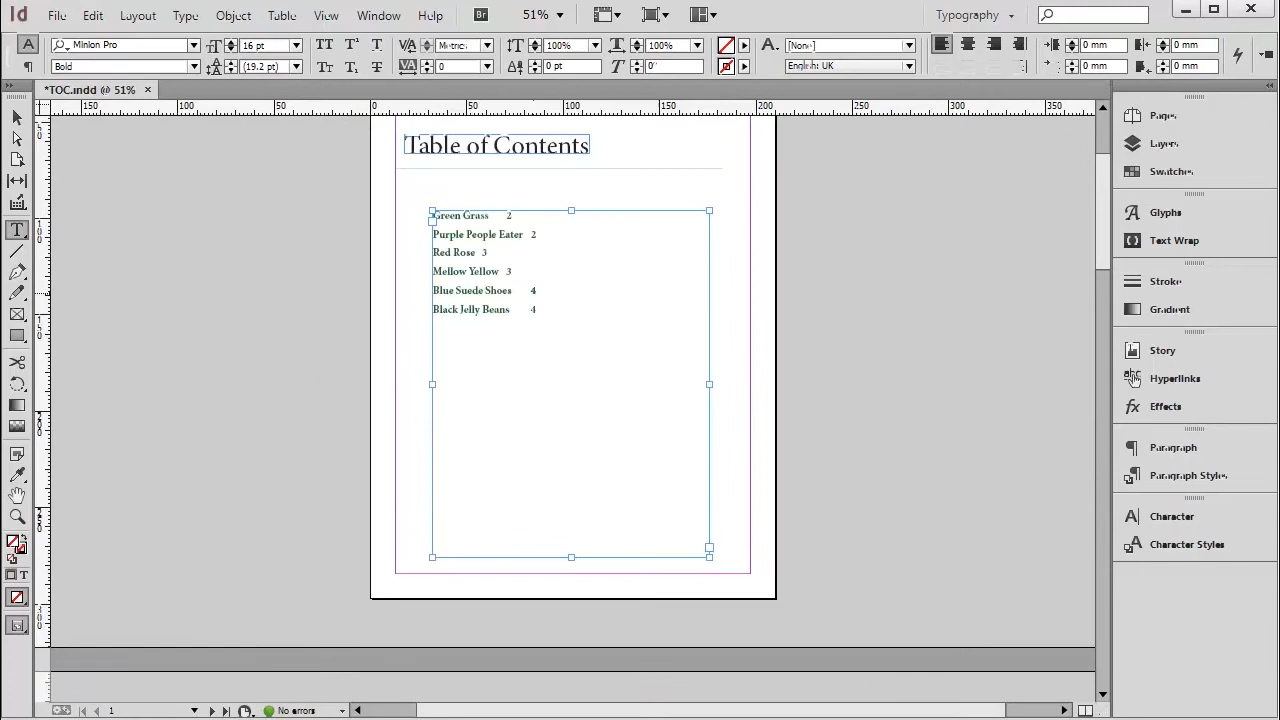 Id File Edit Layout Type Object Table View Window Help Br 51% Typography
A Minion Pro 16 pt TT 100% 100% [None] 0 mm 0 mm
Bold (19.2 pt) 0 0 pt 0° English: UK 0 mm 0 mm
*TOC.indd @ 51% ×
150 100 50 0 50 100 150 200 250 300 350
Table of Contents
Green Grass 2
Purple People Eater 2
Red Rose 3
Mellow Yellow 3
Blue Suede Shoes 4
Black Jelly Beans 4
Pages
Layers
Swatches
Glyphs
Text Wrap
Stroke
Gradient
Story
Hyperlinks
Effects
Paragraph
Paragraph Styles
Character
Character Styles
1 No errors